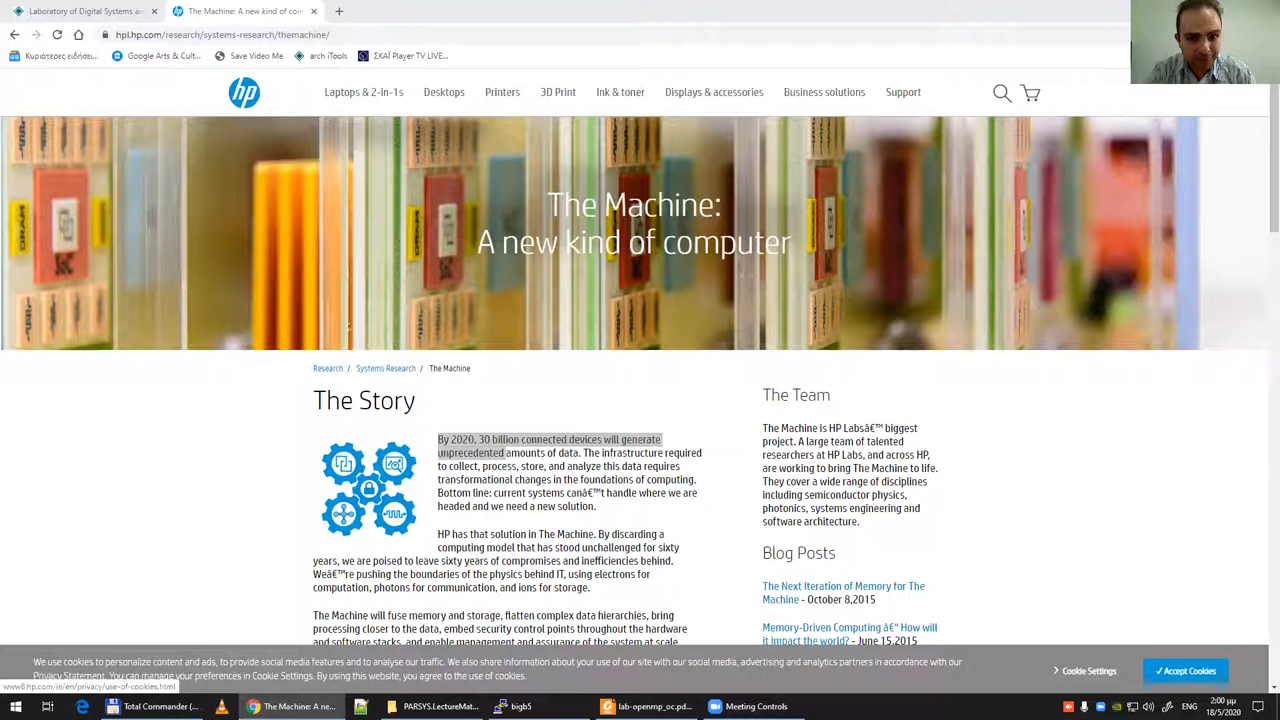 Laboratory of Digital Systems an
The Machine: A new kind of com
hpl.hp.com/research/systems-research/themachine/
Κυριότερες ειδήσει...
Google Arts & Cult...
Save Video Me
arch iTools
ΣΚΑΪ Player TV LIVE...
hp
Laptops & 2-in-1s
Desktops
Printers
3D Print
Ink & toner
Displays & accessories
Business solutions
Support
DRAM
The Machine:
A new kind of computer
Research / Systems Research / The Machine
The Story
By 2020, 30 billion connected devices will generate
unprecedented amounts of data. The infrastructure required
to collect, process, store, and analyze this data requires
transformational changes in the foundations of computing.
Bottom line: current systems canâ€™t handle where we are
headed and we need a new solution.
HP has that solution in The Machine. By discarding a
computing model that has stood unchallenged for sixty
years, we are poised to leave sixty years of compromises and inefficiencies behind.
Weâ€™re pushing the boundaries of the physics behind IT, using electrons for
computation, photons for communication, and ions for storage.
The Machine will fuse memory and storage, flatten complex data hierarchies, bring
processing closer to the data, embed security control points throughout the hardware
and software stacks, and enable management and assurance of the system at scale.
The Team
The Machine is HP Labsâ€™ biggest
project. A large team of talented
researchers at HP Labs, and across HP,
are working to bring The Machine to life.
They cover a wide range of disciplines
including semiconductor physics,
photonics, systems engineering and
software architecture.
Blog Posts
The Next Iteration of Memory for The
Machine - October 8,2015
Memory-Driven Computing â€“ How will
it impact the world? - June 15,2015
We use cookies to personalize content and ads, to provide social media features and to analyse our traffic. We also share information about your use of our site with our social media, advertising and analytics partners in accordance with our
Privacy Statement. You can manage your preferences in Cookie Settings. By using this website, you agree to the use of cookies.
Cookie Settings
✓Accept Cookies
www8.hp.com/ie/en/privacy/use-of-cookies.html
Total Commander (...
The Machine: A ne...
PARSYS.LectureMat...
bigb5
lab-openmp_oc.pd...
Meeting Controls
ENG
2:00 μμ
18/5/2020